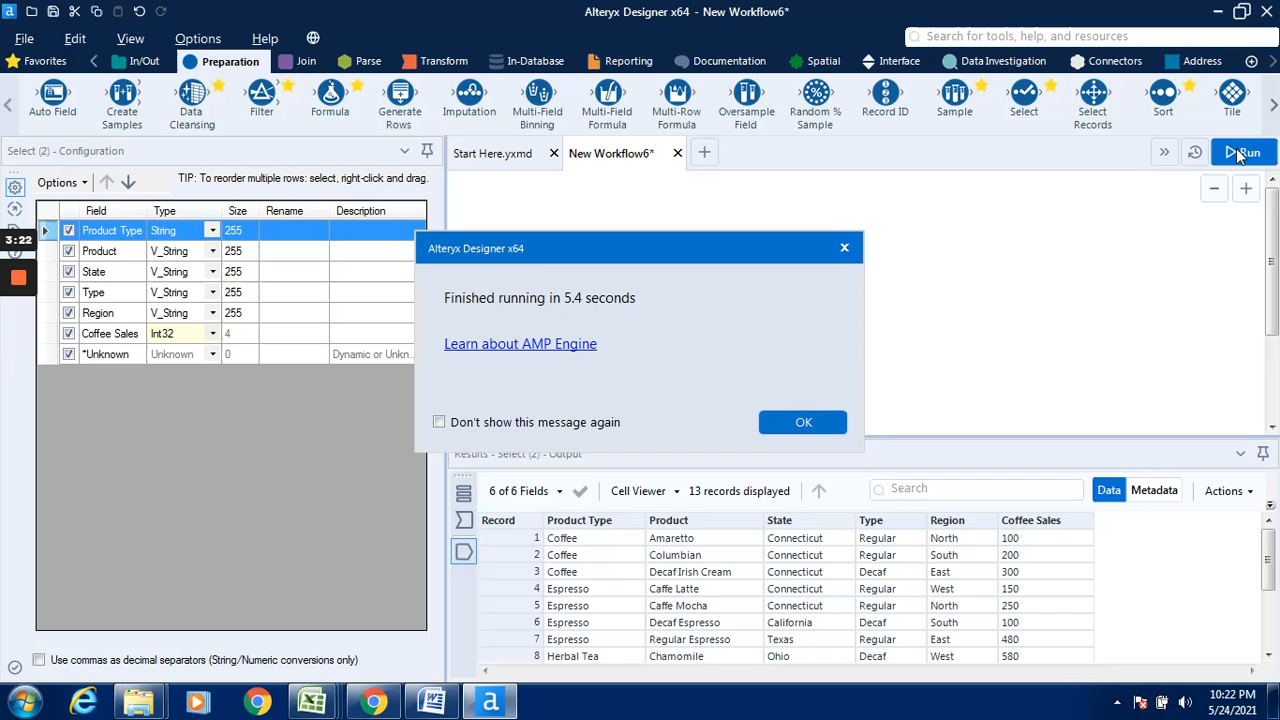 Alteryx Designer x64 - New Workflow6*
File Edit View Options Help
Search for tools, help, and resources
Favorites In/Out Preparation Join Parse Transform In-Database Reporting Documentation Spatial Interface Data Investigation Connectors Address
Auto Field Create Samples Data Cleansing Filter Formula Generate Rows Imputation Multi-Field Binning Multi-Field Formula Multi-Row Formula Oversample Field Random % Sample Record ID Sample Select Select Records Sort Tile
Select (2) - Configuration
Start Here.yxmd New Workflow6* Run
Options TIP: To reorder multiple rows: select, right-click and drag.
Field Type Size Rename Description
Product Type String 255
Product V_String 255
State V_String 255
Type V_String 255
Region V_String 255
Coffee Sales Int32 4
*Unknown Unknown 0 Dynamic or Unkn...
3:22
Alteryx Designer x64
Finished running in 5.4 seconds
Learn about AMP Engine
Don't show this message again OK
Results - Select (2) - Output
6 of 6 Fields Cell Viewer 13 records displayed Search Data Metadata Actions
Record Product Type Product State Type Region Coffee Sales
1 Coffee Amaretto Connecticut Regular North 100
2 Coffee Columbian Connecticut Regular South 200
3 Coffee Decaf Irish Cream Connecticut Decaf East 300
4 Espresso Caffe Latte Connecticut Regular West 150
5 Espresso Caffe Mocha Connecticut Regular North 250
6 Espresso Decaf Espresso California Decaf South 100
7 Espresso Regular Espresso Texas Regular East 480
8 Herbal Tea Chamomile Ohio Decaf West 580
Use commas as decimal separators (String/Numeric conversions only)
10:22 PM
5/24/2021